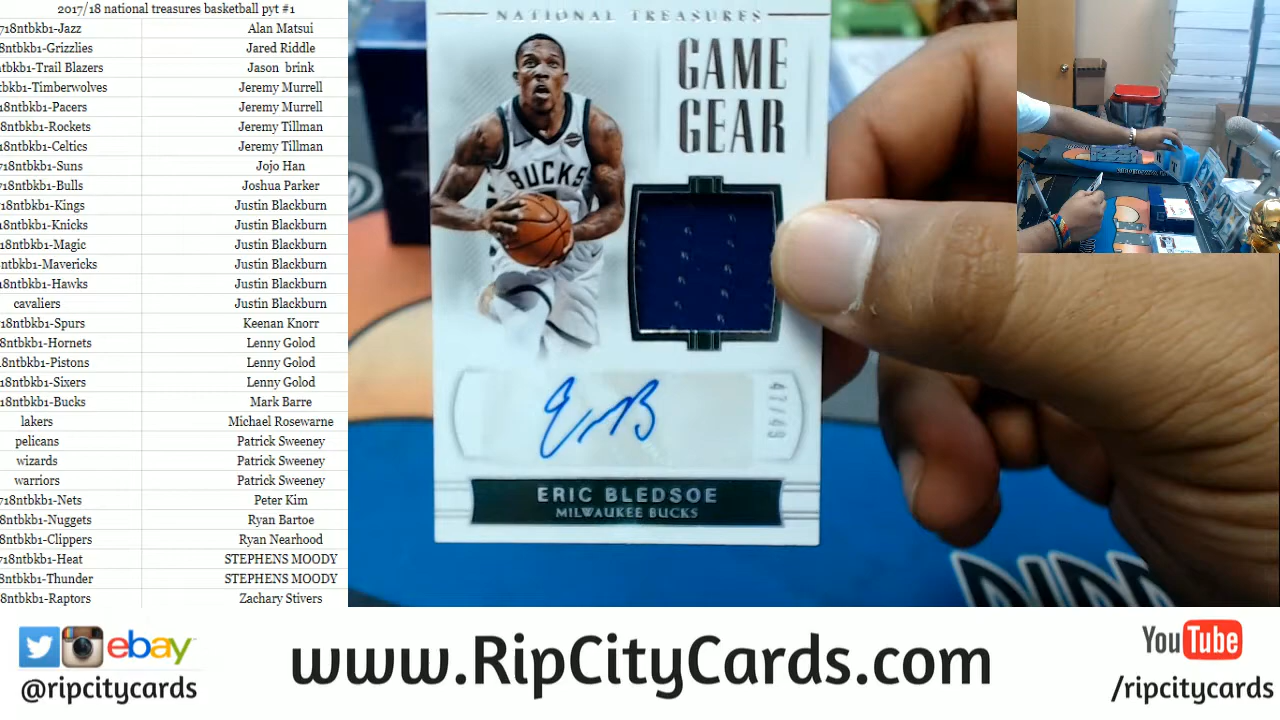 2017/18 national treasures basketball pyt #1
718ntbkb1-Jazz Alan Matsui
8ntbkb1-Grizzlies Jared Riddle
ntbkb1-Trail Blazers Jason brink
tbkb1-Timberwolves Jeremy Murrell
718ntbkb1-Pacers Jeremy Murrell
8ntbkb1-Rockets Jeremy Tillman
18ntbkb1-Celtics Jeremy Tillman
718ntbkb1-Suns Jojo Han
718ntbkb1-Bulls Joshua Parker
18ntbkb1-Kings Justin Blackburn
18ntbkb1-Knicks Justin Blackburn
18ntbkb1-Magic Justin Blackburn
ntbkb1-Mavericks Justin Blackburn
18ntbkb1-Hawks Justin Blackburn
cavaliers Justin Blackburn
18ntbkb1-Spurs Keenan Knorr
8ntbkb1-Hornets Lenny Golod
18ntbkb1-Pistons Lenny Golod
18ntbkb1-Sixers Lenny Golod
18ntbkb1-Bucks Mark Barre
lakers Michael Rosewarne
pelicans Patrick Sweeney
wizards Patrick Sweeney
warriors Patrick Sweeney
718ntbkb1-Nets Peter Kim
8ntbkb1-Nuggets Ryan Bartoe
8ntbkb1-Clippers Ryan Nearhood
718ntbkb1-Heat STEPHENS MOODY
8ntbkb1-Thunder STEPHENS MOODY
8ntbkb1-Raptors Zachary Stivers
NATIONAL TREASURES
GAME
GEAR
BUCKS
47/49
ERIC BLEDSOE
MILWAUKEE BUCKS
ebay
@ripcitycards
www.RipCityCards.com
YouTube
/ripcitycards